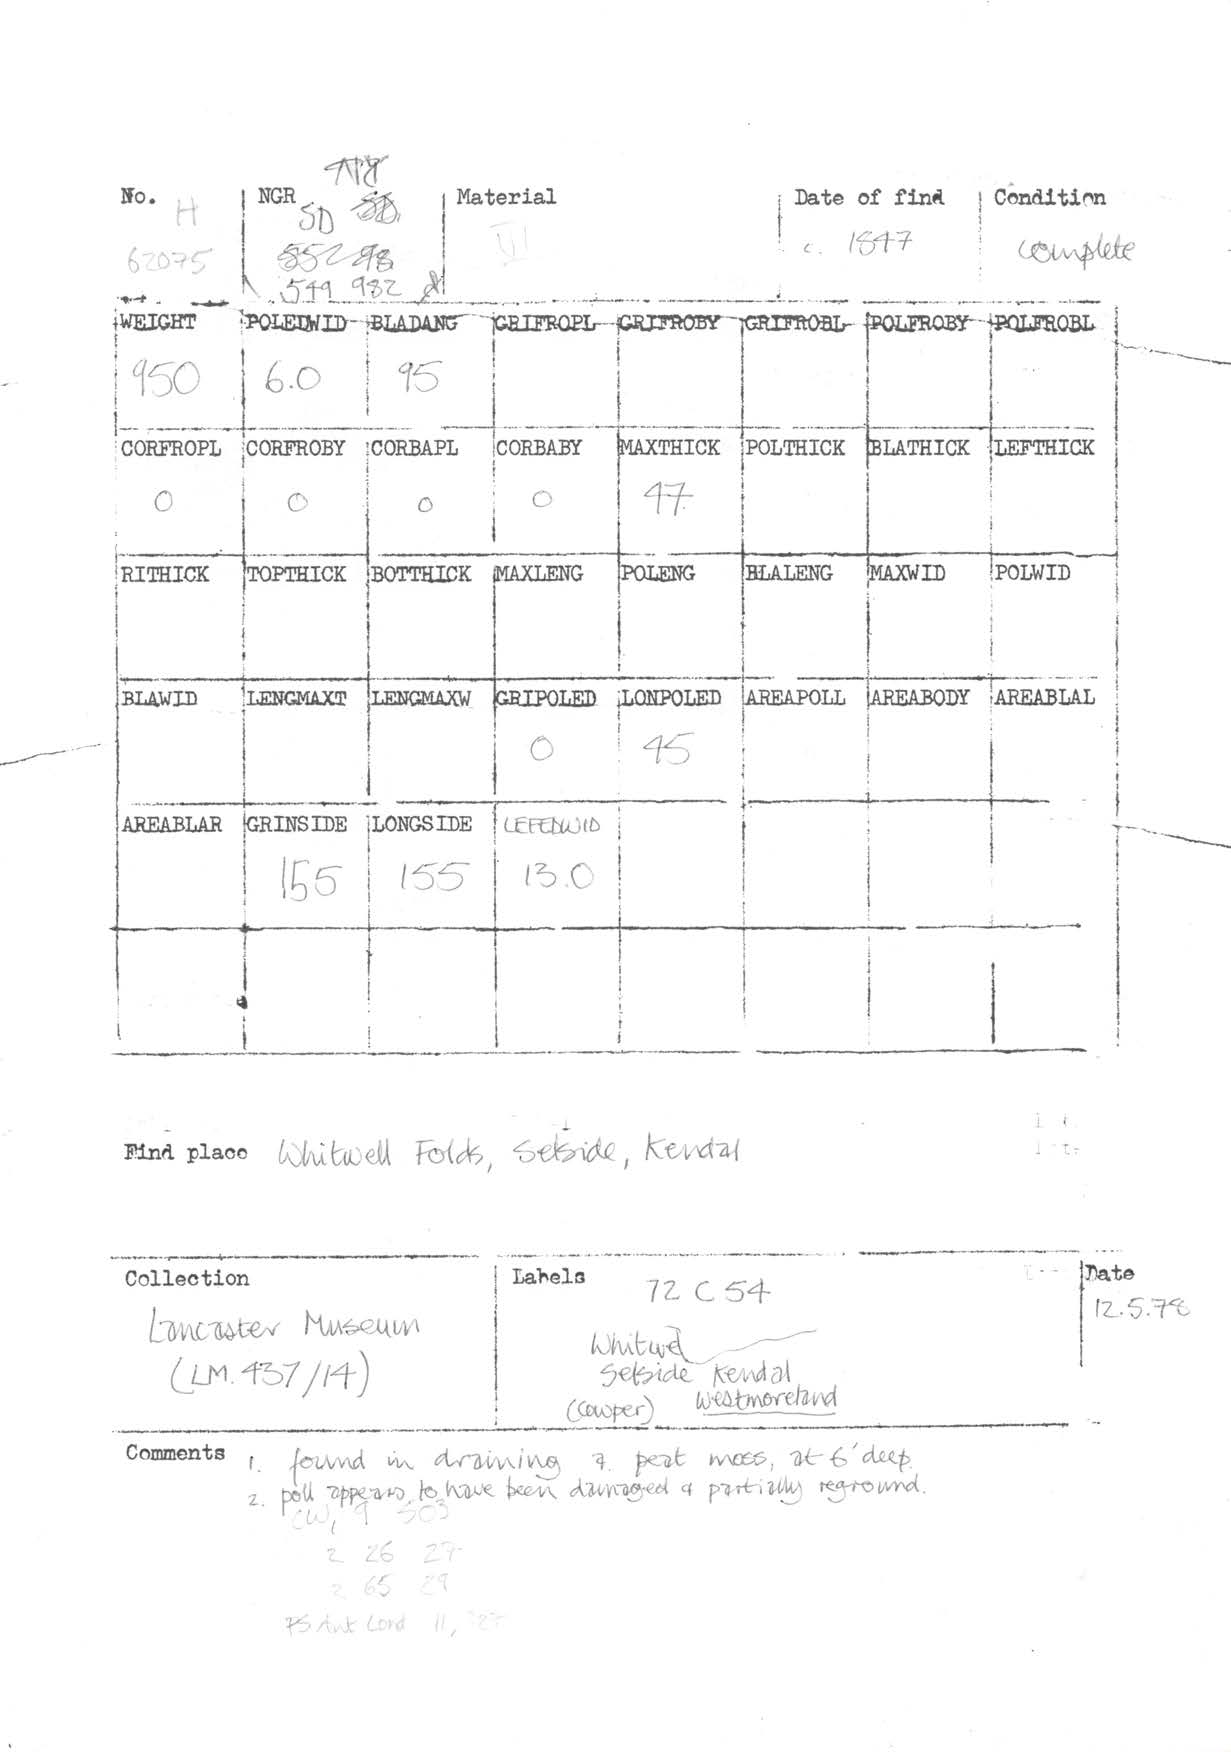 No. NGR Material Date of find Condition
H SD
62075 VI c. 1847 complete
549 982
WEIGHT POLEDWID BLADANG GRIFROPL GRIFROBY GRIFROBL POLFROBY POLFROBL
950 6.0 95
CORFROPL CORFROBY CORBAPL CORBABY MAXTHICK POLTHICK BLATHICK LEFTHICK
0 0 0 0 47
RITHICK TOPTHICK BOTTHICK MAXLENG POLENG BLALENG MAXWID POLWID
BLAWID LENGMAXT LENGMAXW GRIPOLED LONPOLED AREAPOLL AREABODY AREABLAL
0 45
AREABLAR GRINSIDE LONGSIDE LEFEDWID
155 155 13.0
Find place Whitwell Folds, Selside, Kendal
Collection Labels Date
72 C 54
12.5.78
Lancaster Museum
(LM.437/14)
Whitwel
Selside Kendal
(Cowper) Westmoreland
Comments 1. found in draining a peat moss, at 6' deep.
2. poll appears to have been damaged & partially reground.
CW, 9 503
2 26 27
2 65 29
PS Ant Lond 11,